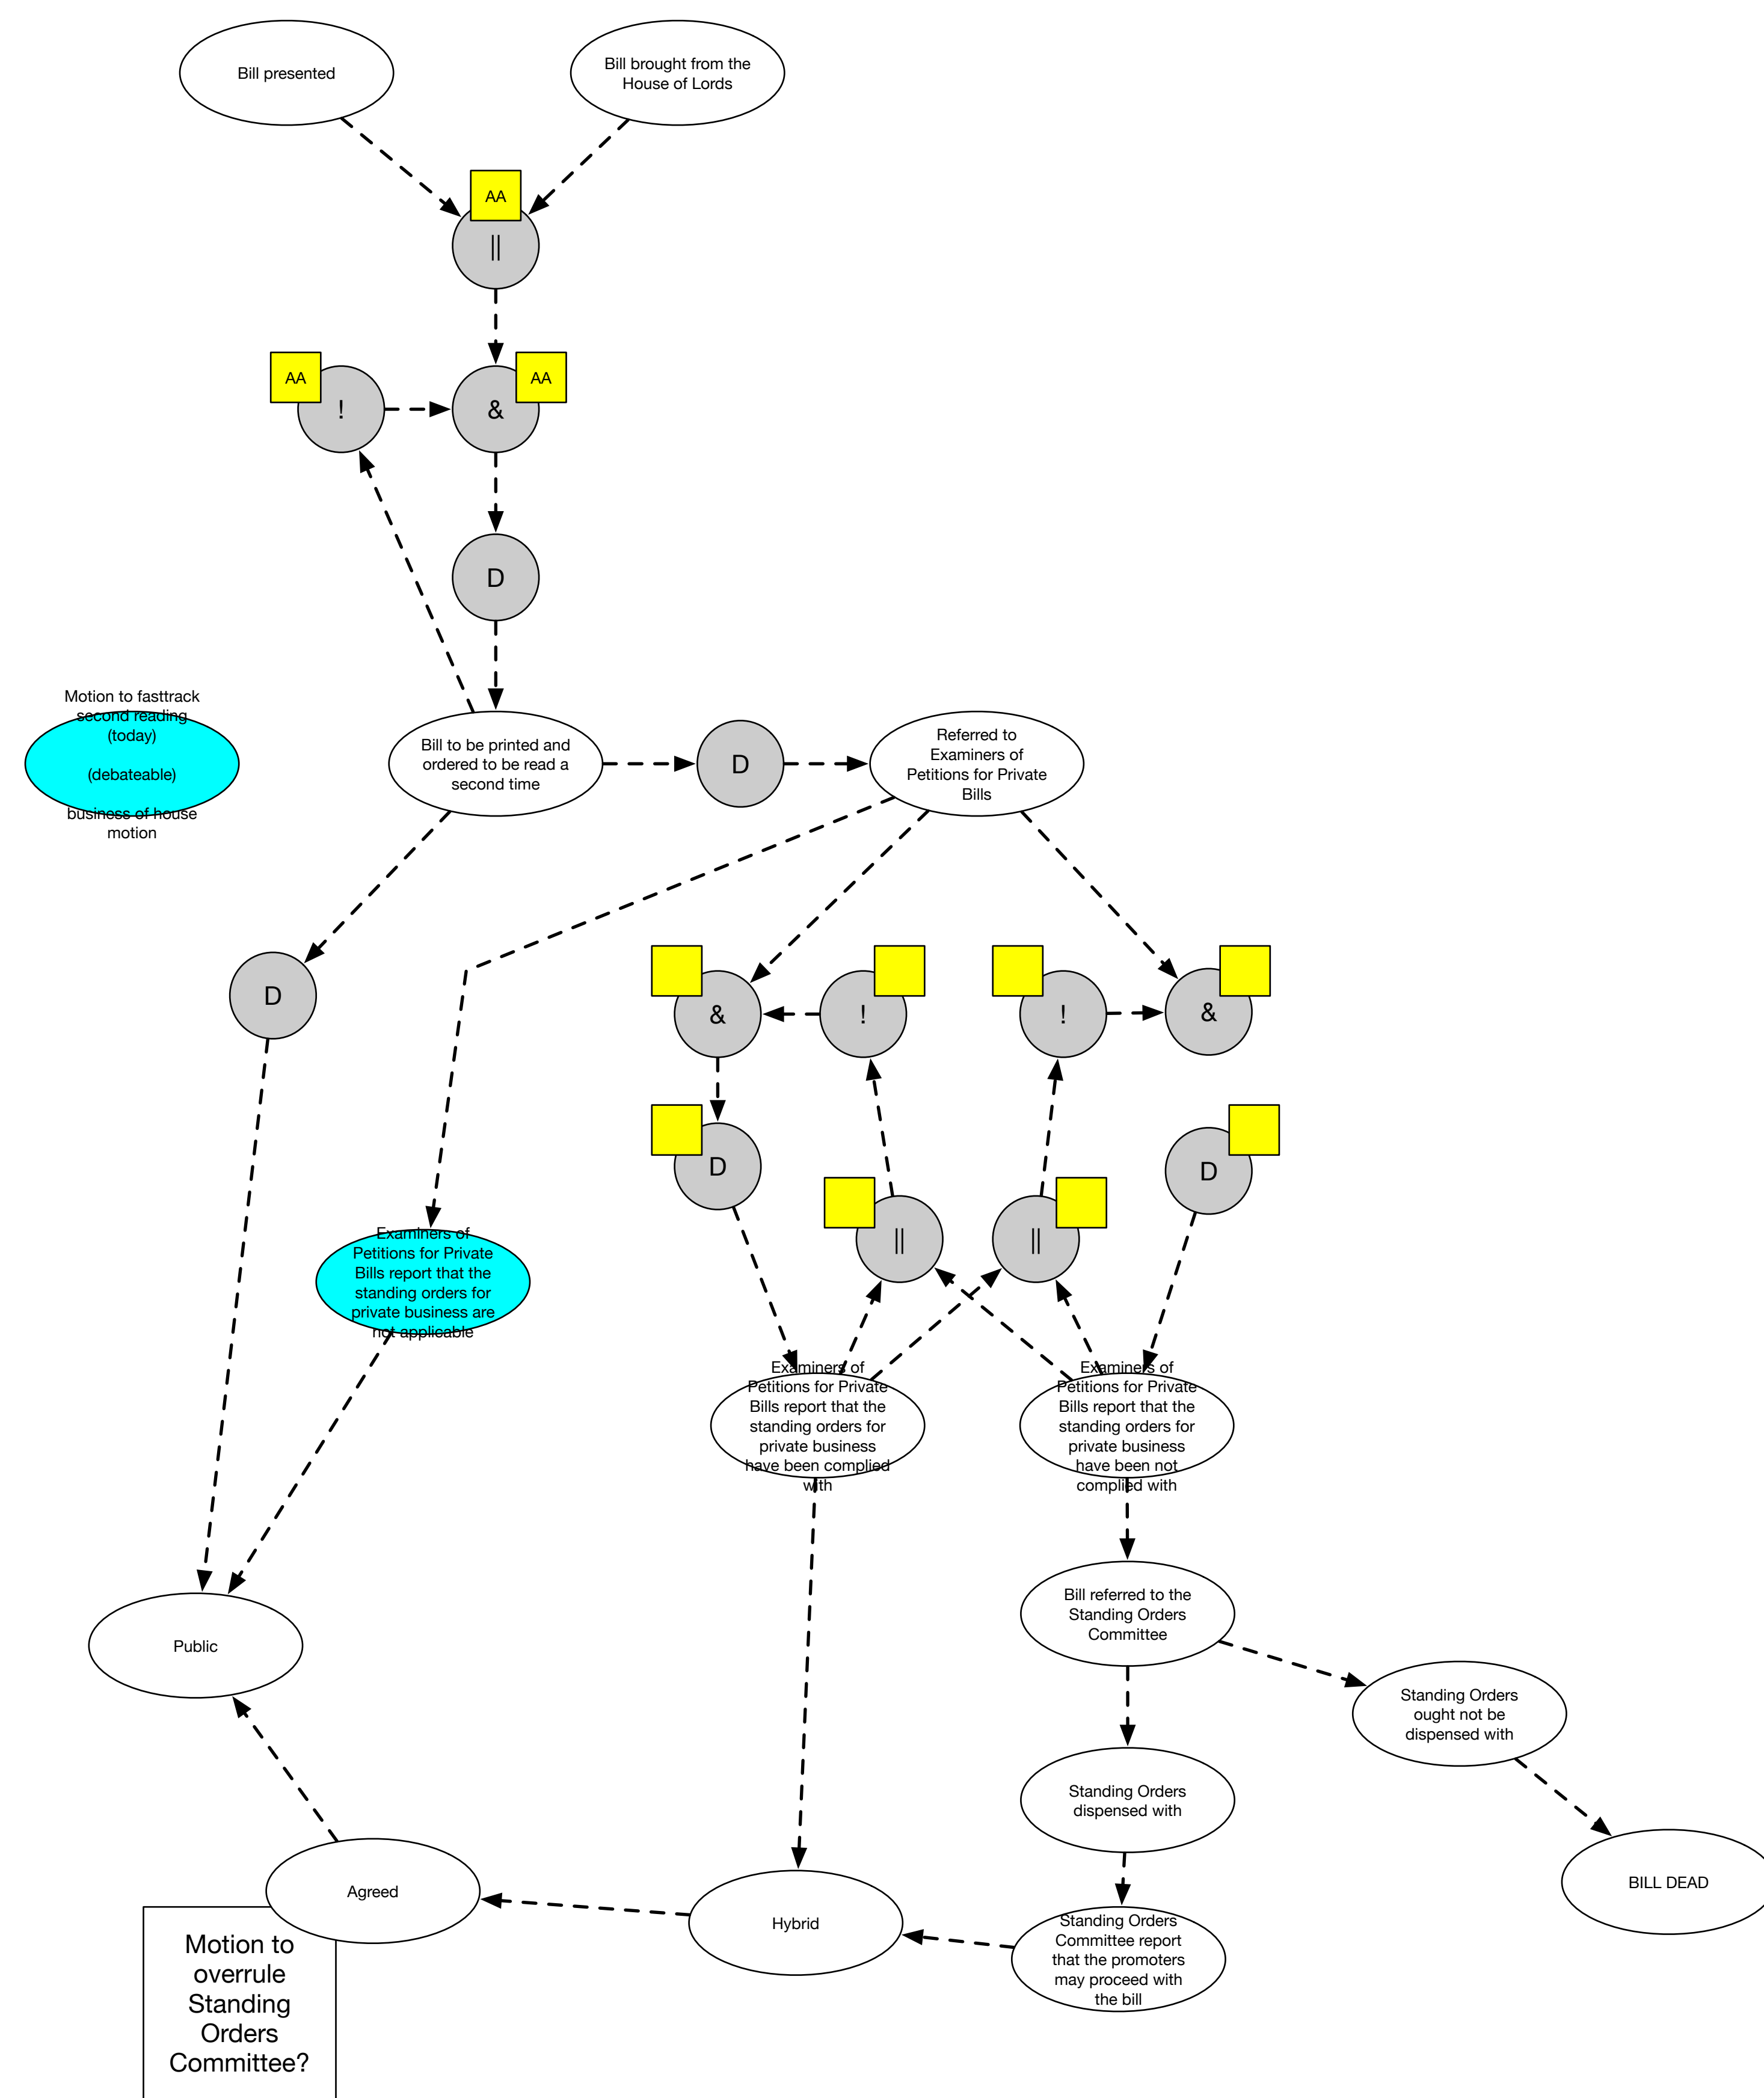 Bill presented
Bill brought from the
House of Lords
AA
||
AA
!
&
AA
D
Motion to fasttrack
second reading
(today)
(debateable)
business of house
motion
Bill to be printed and
ordered to be read a
second time
D
Referred to
Examiners of
Petitions for Private
Bills
D
&
!
!
&
D
D
||
||
Examiners of
Petitions for Private
Bills report that the
standing orders for
private business are
not applicable
Examiners of
Petitions for Private
Bills report that the
standing orders for
private business
have been complied
with
Examiners of
Petitions for Private
Bills report that the
standing orders for
private business
have been not
complied with
Bill referred to the
Standing Orders
Committee
Public
Standing Orders
ought not be
dispensed with
Standing Orders
dispensed with
BILL DEAD
Agreed
Hybrid
Standing Orders
Committee report
that the promoters
may proceed with
the bill
Motion to
overrule
Standing
Orders
Committee?